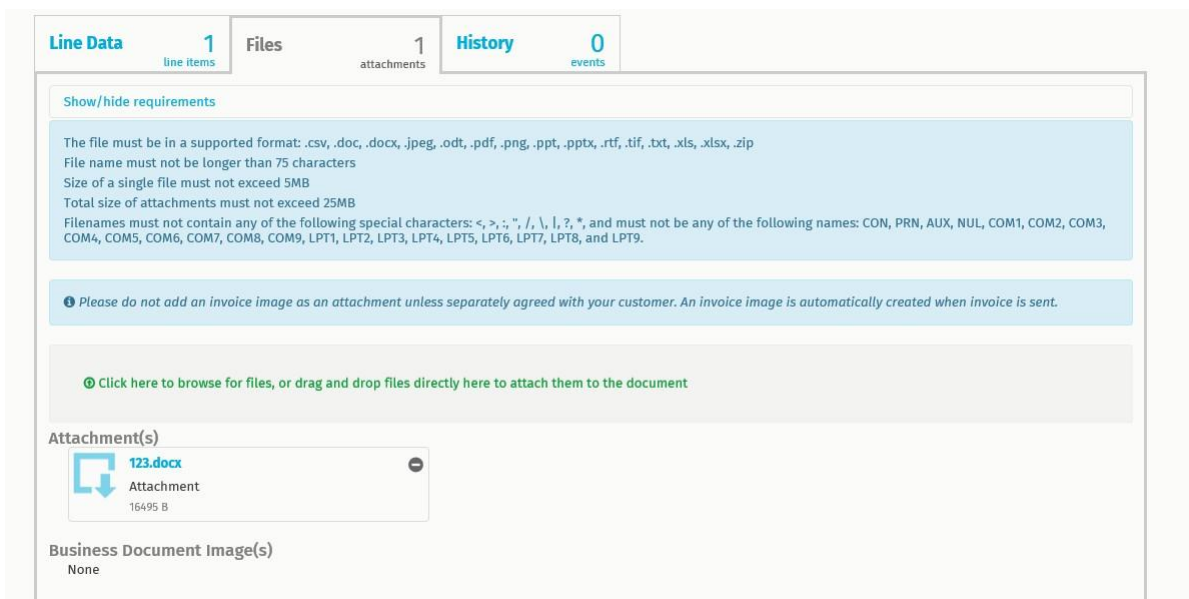 Line Data 1 line items
Files 1 attachments
History 0 events
Show/hide requirements
The file must be in a supported format: .csv, .doc, .docx, .jpeg, .odt, .pdf, .png, .ppt, .pptx, .rtf, .tif, .txt, .xls, .xlsx, .zip
File name must not be longer than 75 characters
Size of a single file must not exceed 5MB
Total size of attachments must not exceed 25MB
Filenames must not contain any of the following special characters: <, >, :, ", /, \, |, ?, *, and must not be any of the following names: CON, PRN, AUX, NUL, COM1, COM2, COM3,
COM4, COM5, COM6, COM7, COM8, COM9, LPT1, LPT2, LPT3, LPT4, LPT5, LPT6, LPT7, LPT8, and LPT9.
Please do not add an invoice image as an attachment unless separately agreed with your customer. An invoice image is automatically created when invoice is sent.
Click here to browse for files, or drag and drop files directly here to attach them to the document
Attachment(s)
123.docx
Attachment
16495 B
Business Document Image(s)
None